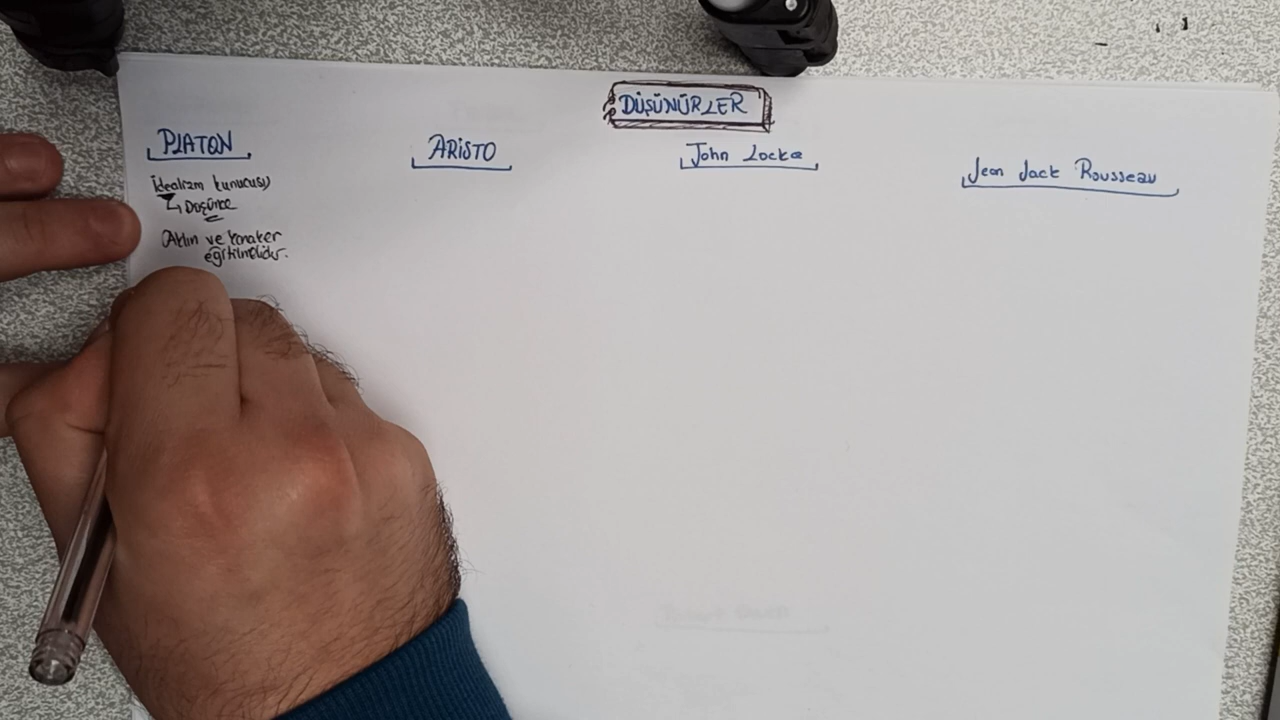 DÜŞÜNÜRLER
PLATON
ARİSTO
John Locke
Jean Jack Rousseau
İdealizm kurucusu
↳ Düşünce
Aklın ve Karakter
eğitilmelidir.